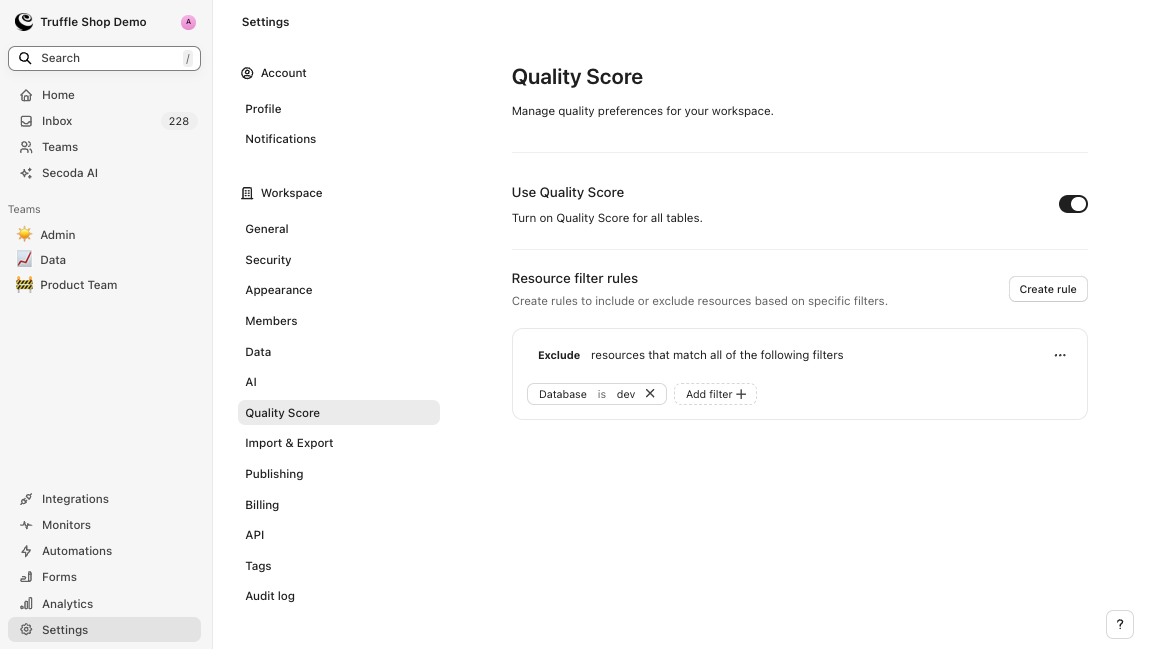 Truffle Shop Demo
A
Search
/
Home
Inbox
228
Teams
Secoda AI
Teams
Admin
Data
Product Team
Integrations
Monitors
Automations
Forms
Analytics
Settings
Settings
Account
Profile
Notifications
Workspace
General
Security
Appearance
Members
Data
AI
Quality Score
Import & Export
Publishing
Billing
API
Tags
Audit log
Quality Score
Manage quality preferences for your workspace.
Use Quality Score
Turn on Quality Score for all tables.
Resource filter rules
Create rules to include or exclude resources based on specific filters.
Create rule
Exclude resources that match all of the following filters
Database is dev
Add filter
?